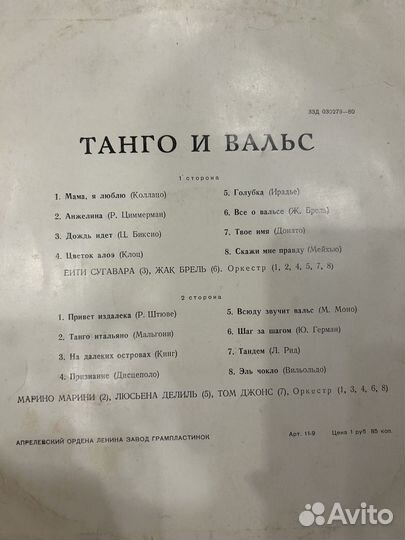 33Д 030279—80
ТАНГО И ВАЛЬС
1 сторона
1. Мама, я люблю (Коллацо)
2. Анжелина (Р. Циммерман)
3. Дождь идет (Ц. Биксио)
4. Цветок алоэ (Клоц)
5. Голубка (Ирадье)
6. Все о вальсе (Ж. Брель)
7. Твое имя (Донато)
8. Скажи мне правду (Мейхью)
ЕИТИ СУГАВАРА (3), ЖАК БРЕЛЬ (6). Оркестр (1, 2, 4, 5, 7, 8)
2 сторона
1. Привет издалека (Р. Штюве)
2. Танго итальяно (Мальгони)
3. На далеких островах (Кинг)
4. Признание (Дисцеполо)
5. Всюду звучит вальс (М. Моно)
6. Шаг за шагом (Ю. Герман)
7. Тандем (Л. Рид)
8. Эль чокло (Вильольдо)
МАРИНО МАРИНИ (2), ЛЮСЬЕНА ДЕЛИЛЬ (5), ТОМ ДЖОНС (7), Оркестр (1, 3, 4, 6, 8)
АПРЕЛЕВСКИЙ ОРДЕНА ЛЕНИНА ЗАВОД ГРАМПЛАСТИНОК
Арт. 11-9 Цена 1 руб 85 коп.
Avito